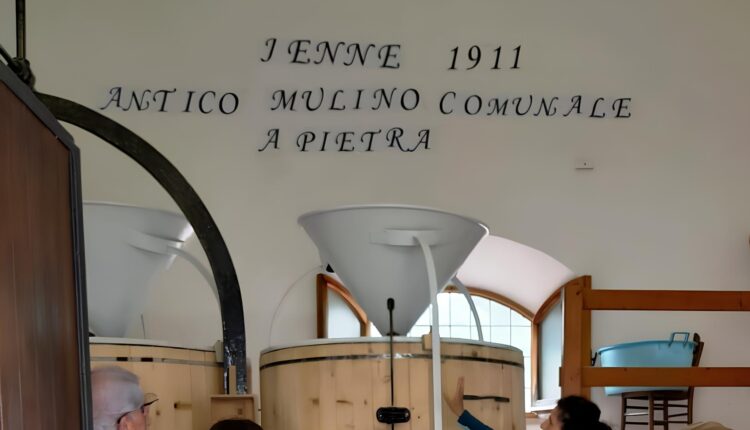 JENNE 1911
ANTICO MULINO COMUNALE
A PIETRA